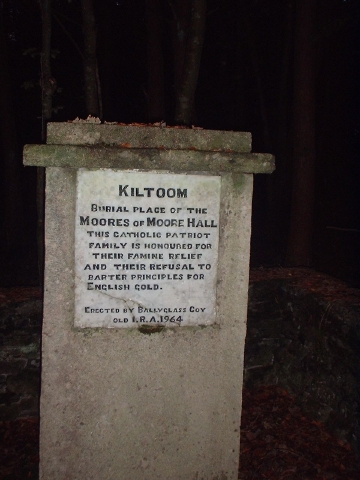 KILTOOM
BURIAL PLACE OF THE
MOORES OF MOORE HALL
THIS CATHOLIC PATRIOT
FAMILY IS HONOURED FOR
THEIR FAMINE RELIEF
AND THEIR REFUSAL TO
BARTER PRINCIPLES FOR
ENGLISH GOLD.
ERECTED BY BALLYGLASS COY
OLD I.R.A. 1964